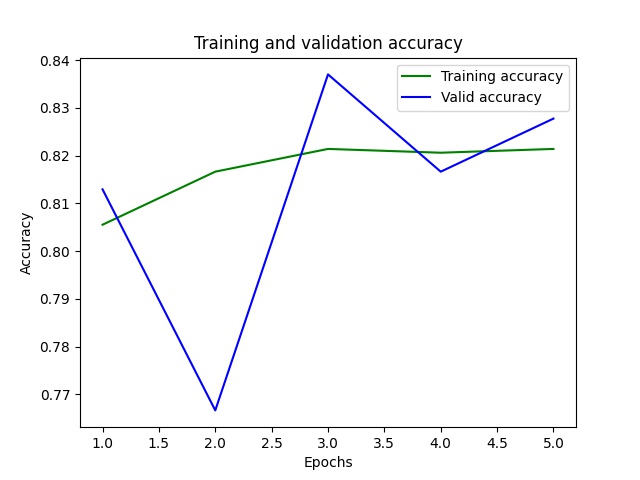 Training and validation accuracy
Training accuracy
Valid accuracy
Accuracy
0.84
0.83
0.82
0.81
0.80
0.79
0.78
0.77
1.0 1.5 2.0 2.5 3.0 3.5 4.0 4.5 5.0
Epochs